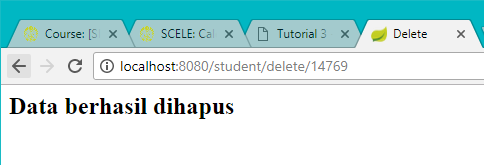 Course: [S
SCELE: Cal
Tutorial 3
Delete
localhost:8080/student/delete/14769
Data berhasil dihapus